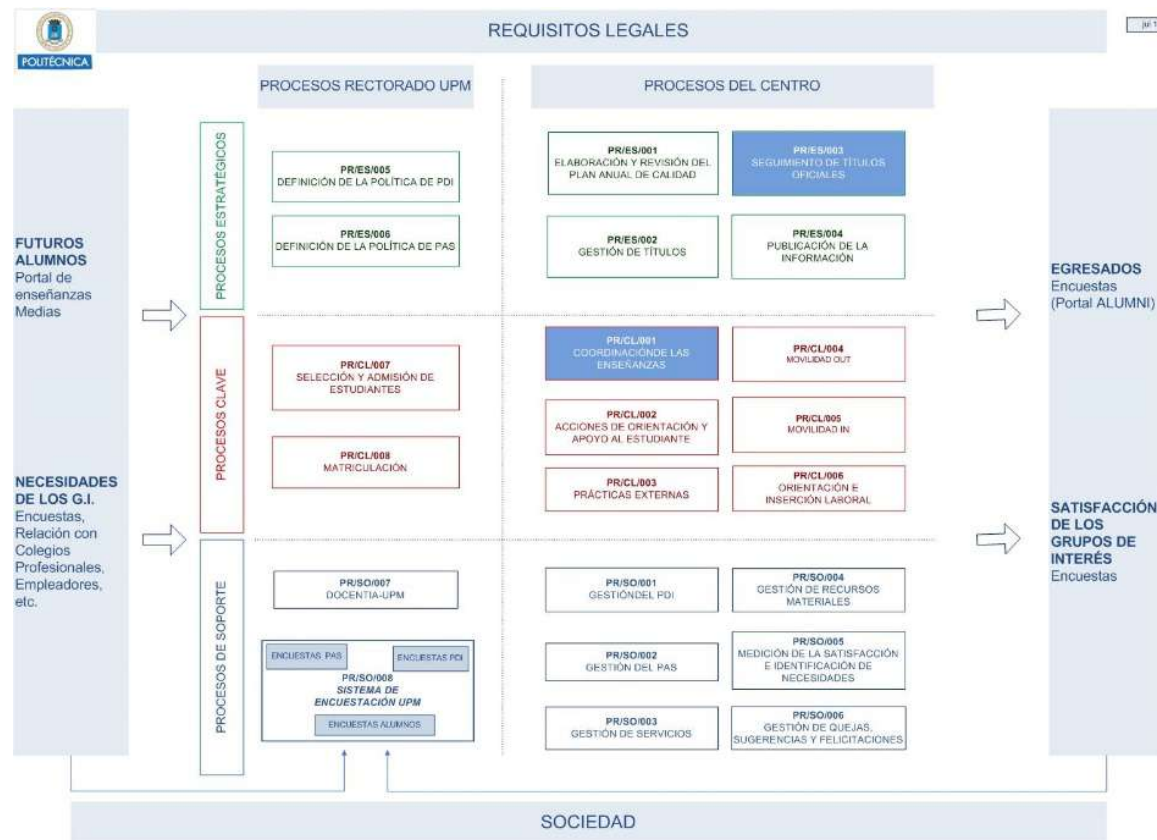 REQUISITOS LEGALES
POLITÉCNICA
PROCESOS RECTORADO UPM
PROCESOS DEL CENTRO
FUTUROS
ALUMNOS
Portal de
enseñanzas
Medias
NECESIDADES
DE LOS G.I.
Encuestas,
Relación con
Colegios
Profesionales,
Empleadores,
etc.
PROCESOS ESTRATÉGICOS
PR/ES/005
DEFINICIÓN DE LA POLÍTICA DE PDI
PR/ES/006
DEFINICIÓN DE LA POLÍTICA DE PAS
PR/ES/001
ELABORACIÓN Y REVISIÓN DEL
PLAN ANUAL DE CALIDAD
PR/ES/003
SEGUIMIENTO DE TÍTULOS
OFICIALES
PR/ES/002
GESTIÓN DE TÍTULOS
PR/ES/004
PUBLICACIÓN DE LA
INFORMACIÓN
PROCESOS CLAVE
PR/CL/007
SELECCIÓN Y ADMISIÓN DE
ESTUDIANTES
PR/CL/008
MATRICULACIÓN
PR/CL/001
COORDINACIÓNDE LAS
ENSEÑANZAS
PR/CL/004
MOVILIDAD OUT
PR/CL/002
ACCIONES DE ORIENTACIÓN Y
APOYO AL ESTUDIANTE
PR/CL/005
MOVILIDAD IN
PR/CL/003
PRÁCTICAS EXTERNAS
PR/CL/006
ORIENTACIÓN E
INSERCIÓN LABORAL
PROCESOS DE SOPORTE
PR/SO/007
DOCENTIA-UPM
ENCUESTAS PAS
ENCUESTAS PDI
PR/SO/008
SISTEMA DE
ENCUESTACIÓN UPM
ENCUESTAS ALUMNOS
PR/SO/001
GESTIÓNDEL PDI
PR/SO/004
GESTIÓN DE RECURSOS
MATERIALES
PR/SO/002
GESTIÓN DEL PAS
PR/SO/005
MEDICIÓN DE LA SATISFACCIÓN
E IDENTIFICACIÓN DE
NECESIDADES
PR/SO/003
GESTIÓN DE SERVICIOS
PR/SO/006
GESTIÓN DE QUEJAS,
SUGERENCIAS Y FELICITACIONES
EGRESADOS
Encuestas
(Portal ALUMNI)
SATISFACCIÓN
DE LOS
GRUPOS DE
INTERÉS
Encuestas
SOCIEDAD